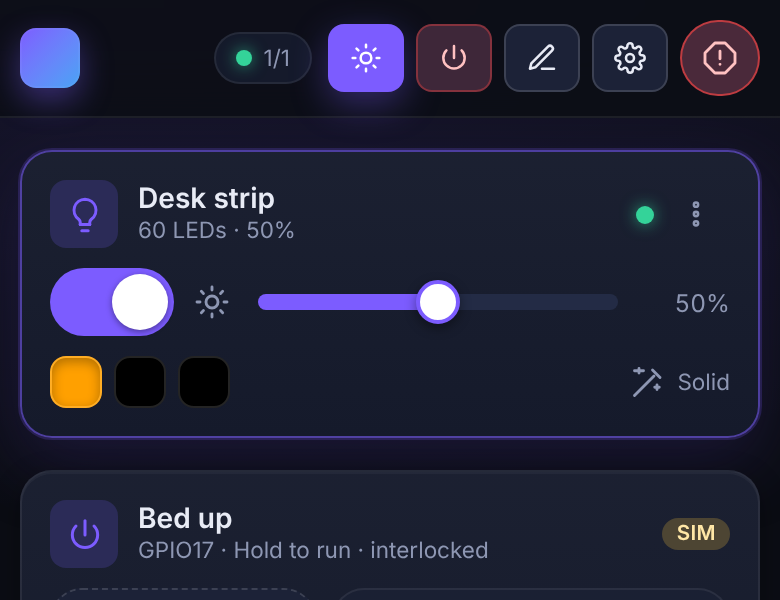 1/1
Desk strip
60 LEDs · 50%
50%
Solid
Bed up
GPIO17 · Hold to run · interlocked
SIM